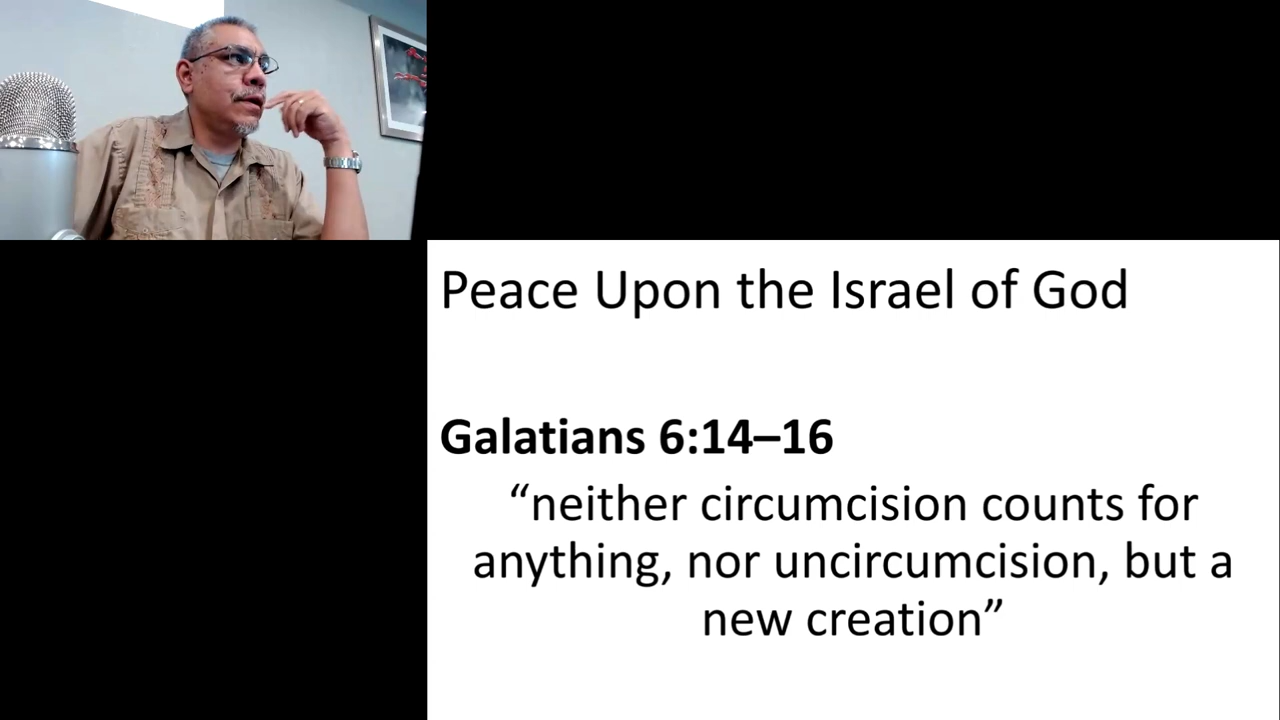 Peace Upon the Israel of God
Galatians 6:14–16
“neither circumcision counts for
anything, nor uncircumcision, but a
new creation”